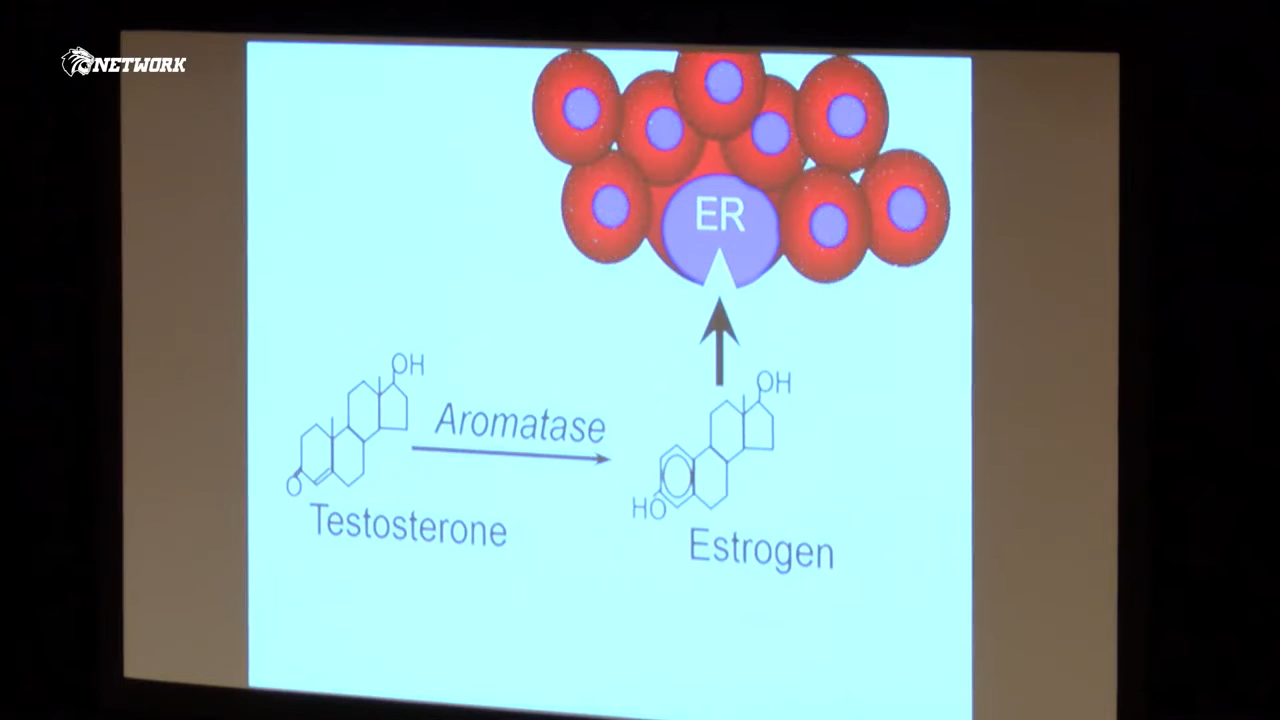 NETWORK
ER
OH
Aromatase
O
Testosterone
OH
HO
Estrogen